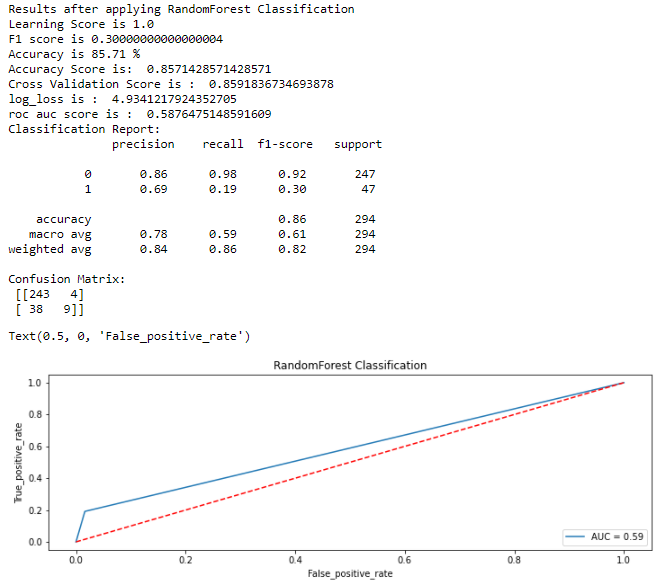 Results after applying RandomForest Classification
Learning Score is 1.0
F1 score is 0.30000000000000004
Accuracy is 85.71 %
Accuracy Score is:  0.8571428571428571
Cross Validation Score is :  0.8591836734693878
log_loss is :  4.9341217924352705
roc auc score is :  0.5876475148591609
Classification Report:
precision    recall  f1-score   support
0       0.86      0.98      0.92       247
1       0.69      0.19      0.30        47
accuracy                           0.86       294
macro avg       0.78      0.59      0.61       294
weighted avg       0.84      0.86      0.82       294
Confusion Matrix:
[[243   4]
[ 38   9]]
Text(0.5, 0, 'False_positive_rate')
RandomForest Classification
1.0
0.8
0.6
0.4
0.2
0.0
True_positive_rate
AUC = 0.59
0.0 0.2 0.4 0.6 0.8 1.0
False_positive_rate